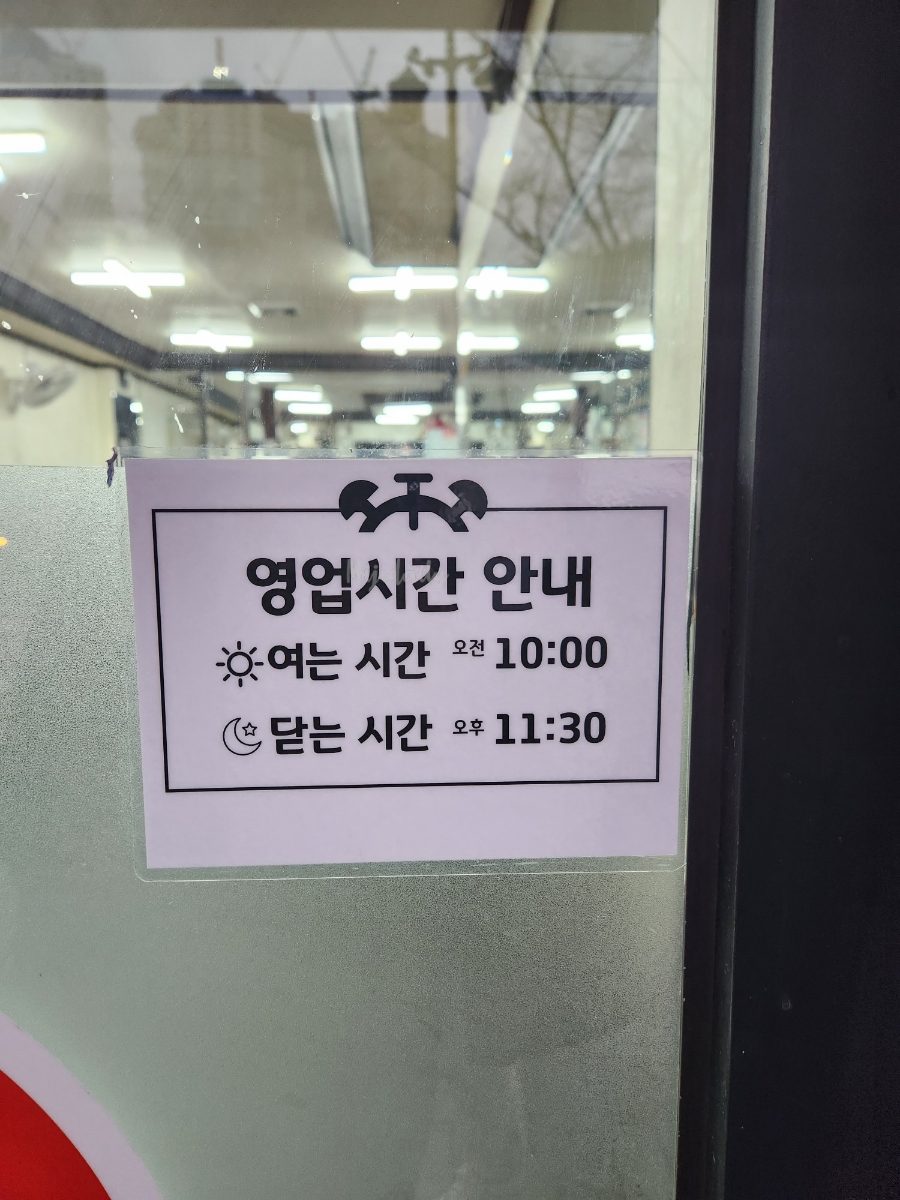 영업시간 안내
여는 시간 오전 10:00
닫는 시간 오후 11:30